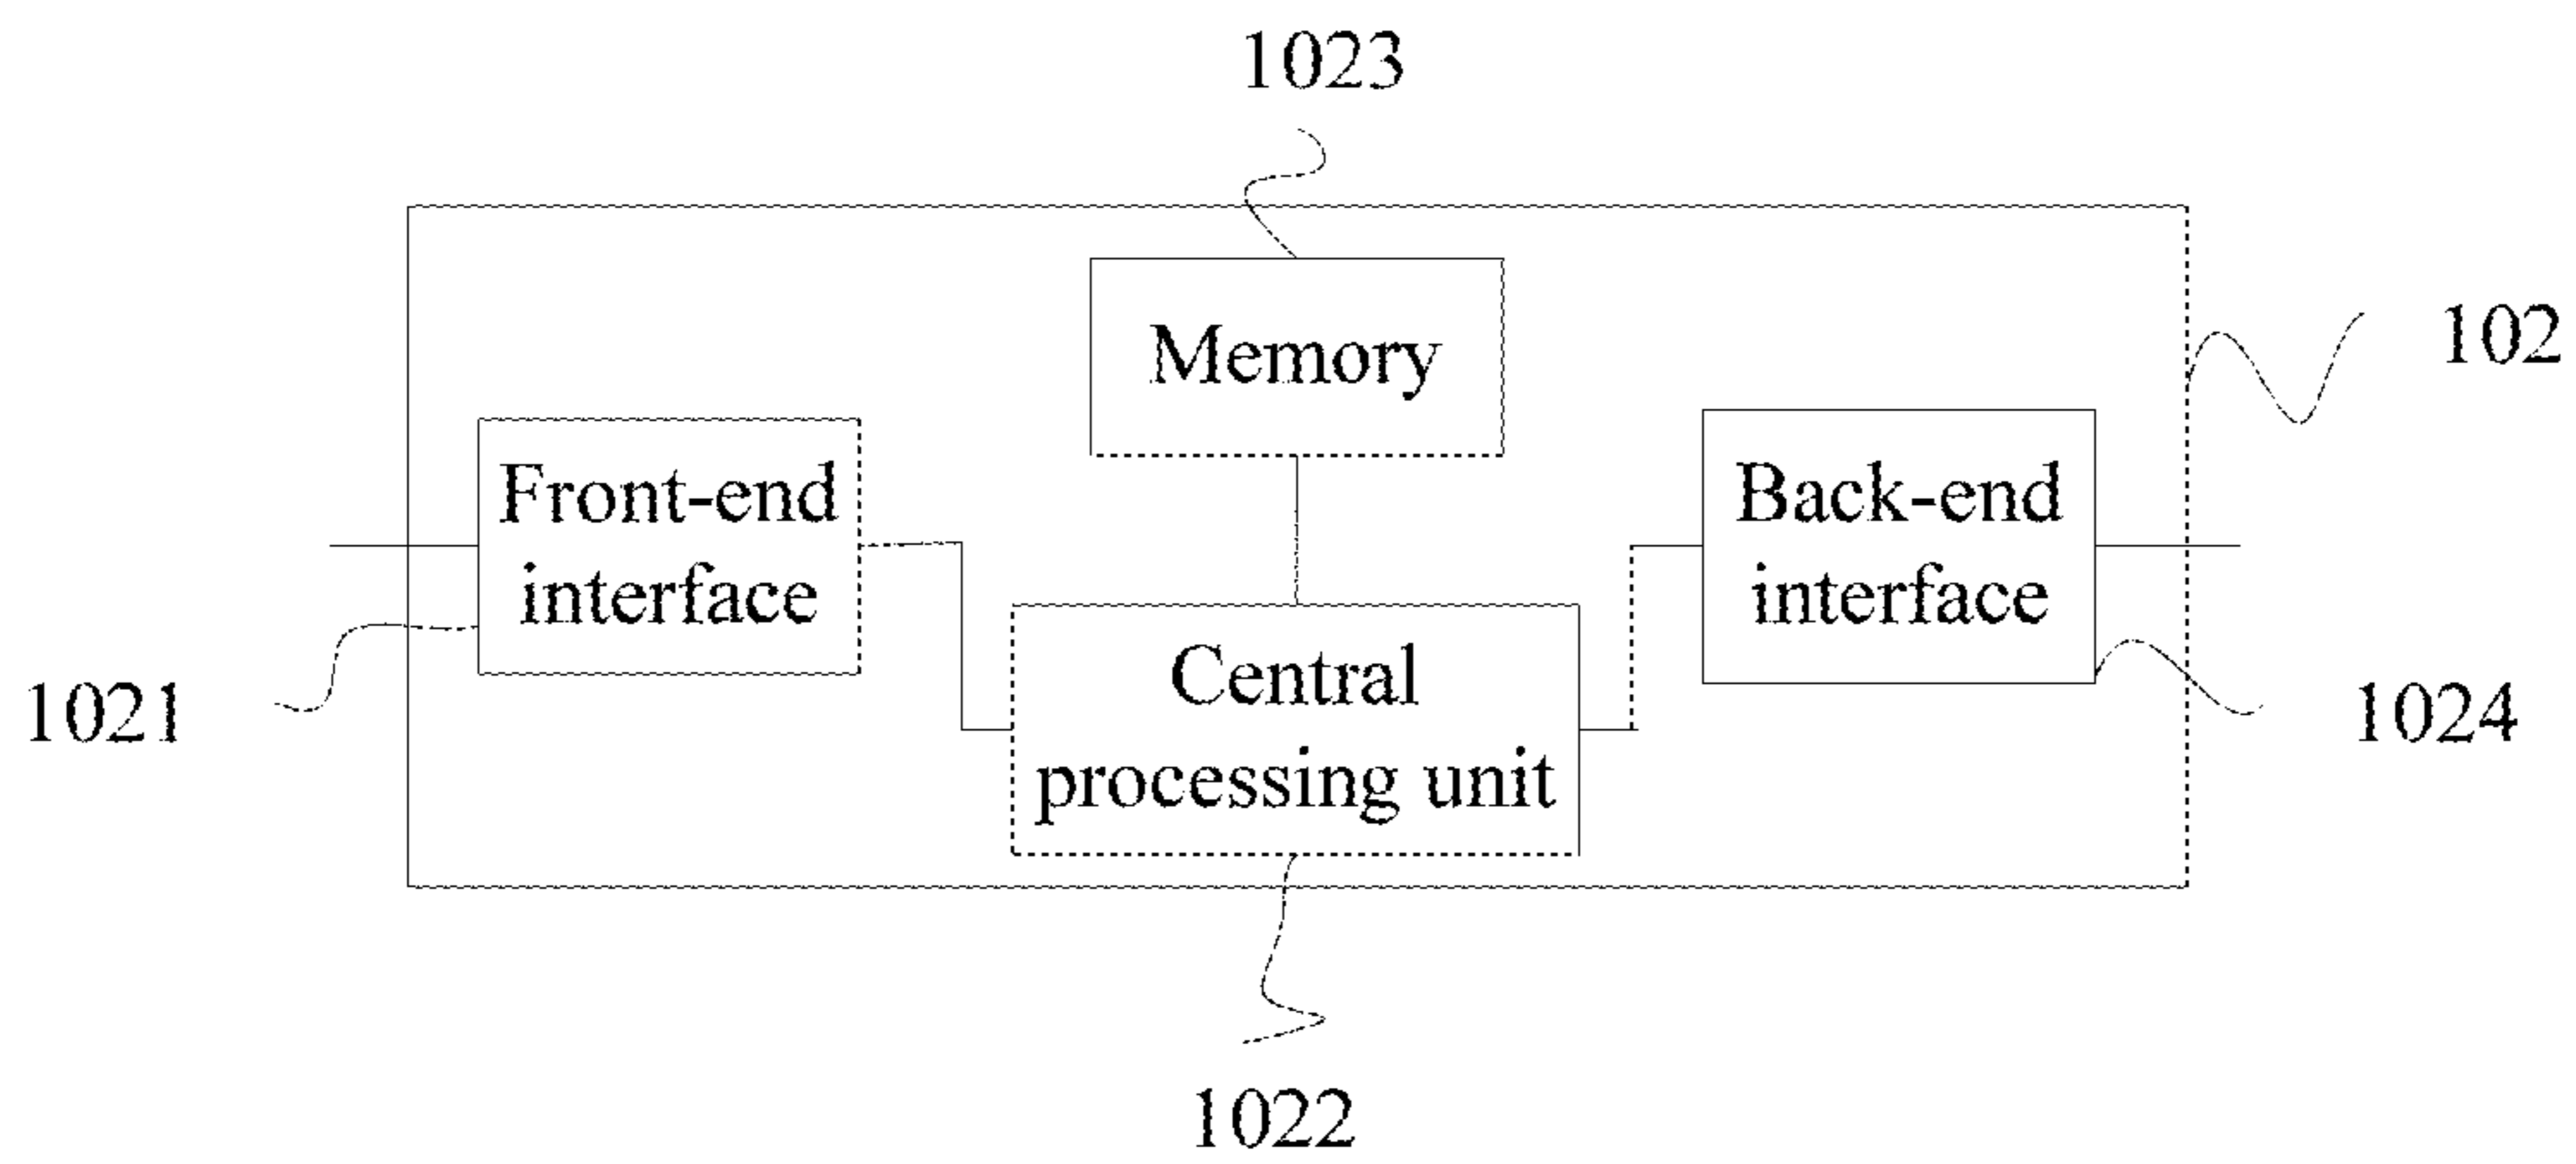 1023
Memory
102
Front-end
interface
Back-end
interface
Central
processing unit
1021
1024
1022